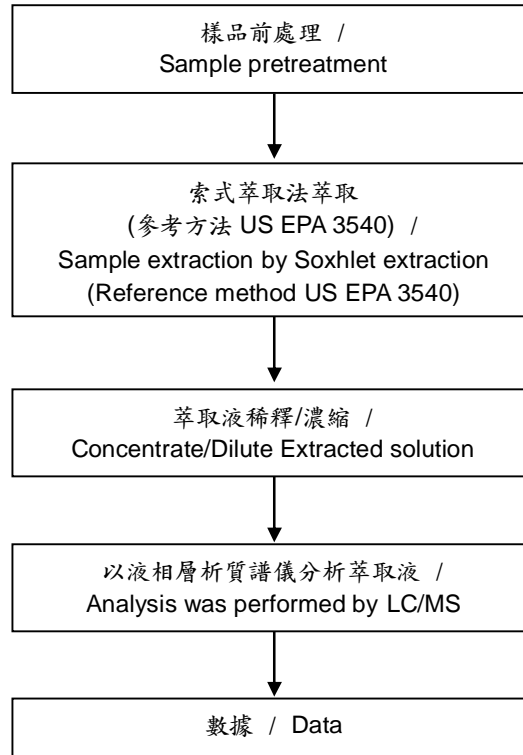 樣品前處理 /
Sample pretreatment
索式萃取法萃取
(參考方法 US EPA 3540) /
Sample extraction by Soxhlet extraction
(Reference method US EPA 3540)
萃取液稀釋/濃縮 /
Concentrate/Dilute Extracted solution
以液相層析質譜儀分析萃取液 /
Analysis was performed by LC/MS
數據 / Data